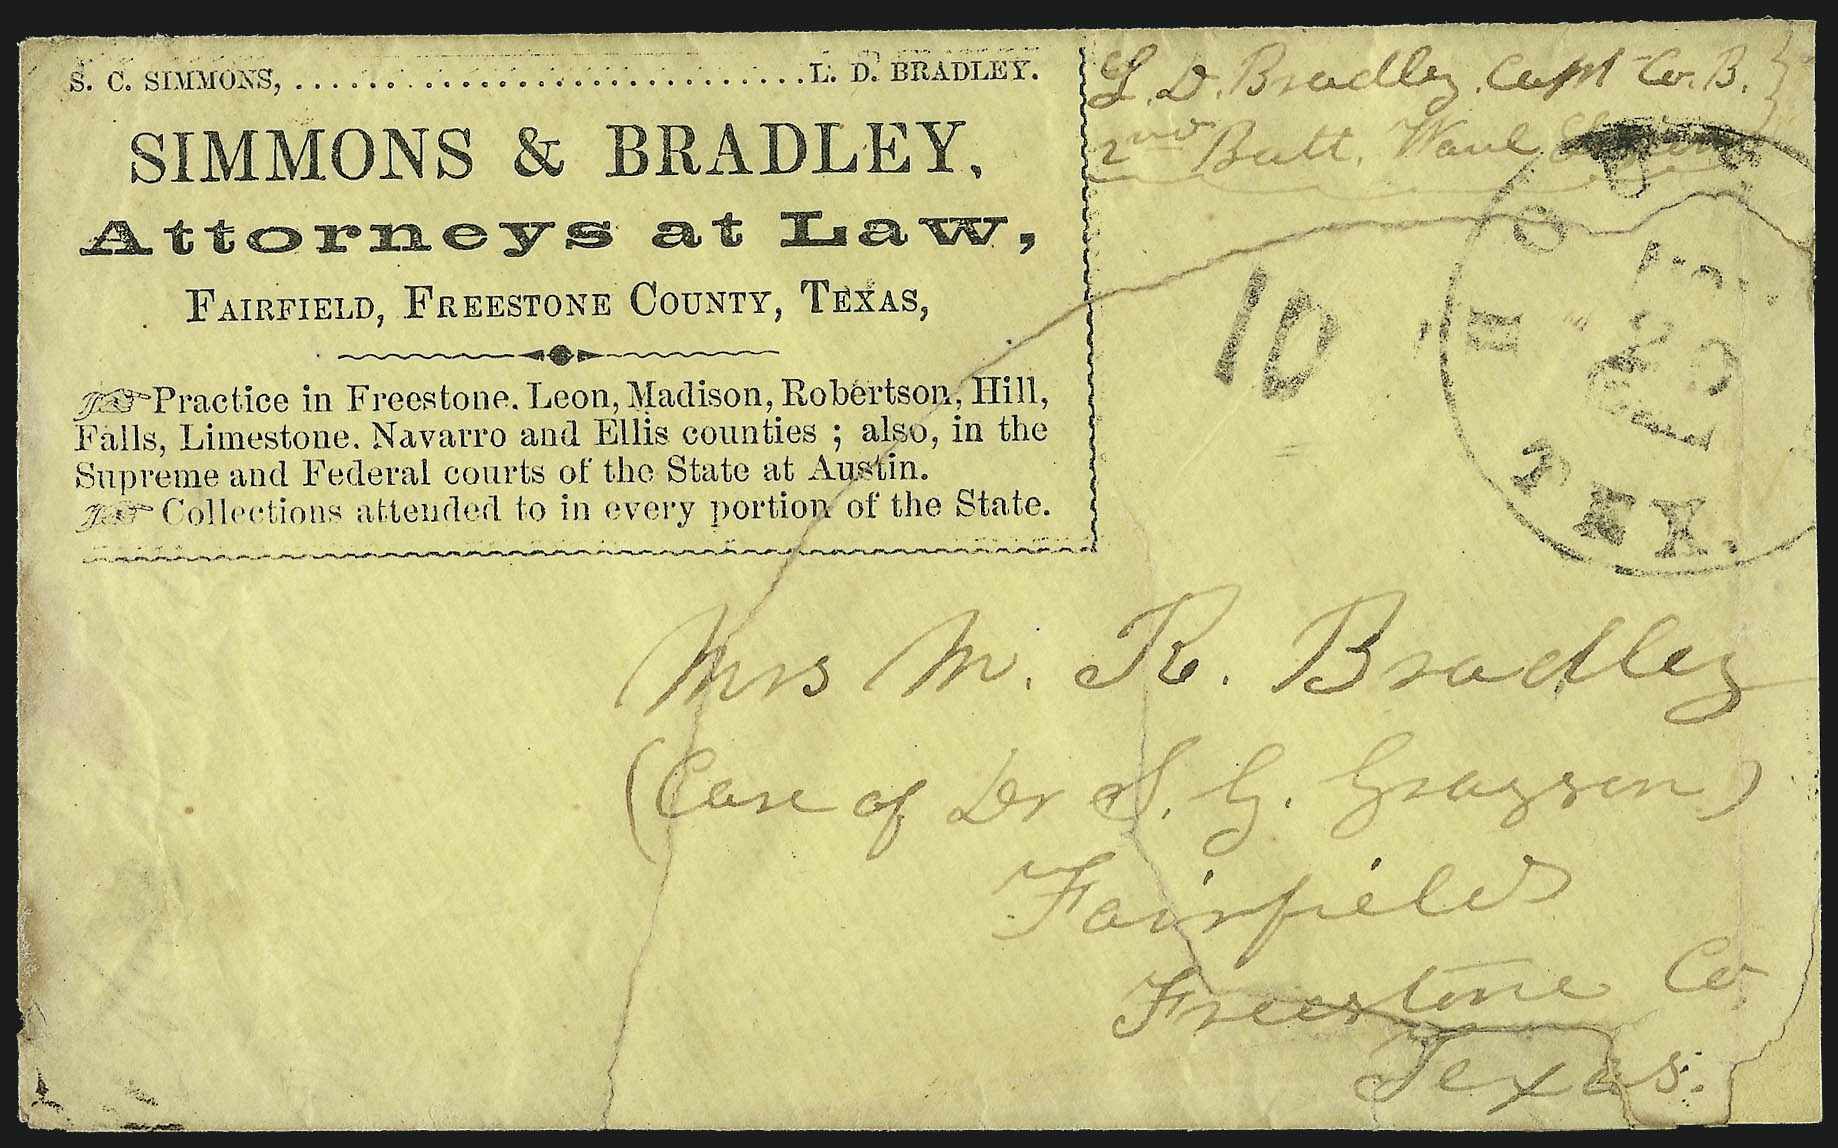 S. C. SIMMONS, . . . . . . . . . . . . . . . . . . . . . . . . . . . . L. D. BRADLEY.
SIMMONS & BRADLEY,
Attorneys at Law,
FAIRFIELD, FREESTONE COUNTY, TEXAS,
Practice in Freestone. Leon, Madison, Robertson, Hill,
Falls, Limestone. Navarro and Ellis counties ; also, in the
Supreme and Federal courts of the State at Austin.
Collections attended to in every portion of the State.
L. D. Bradley. Capt Co. B.
2nd Batt. Waul Legion
10
TEX.
Mrs M. R. Bradley
(Care of Dr S. G. Grayson)
Fairfield
Freestone Co
Texas.